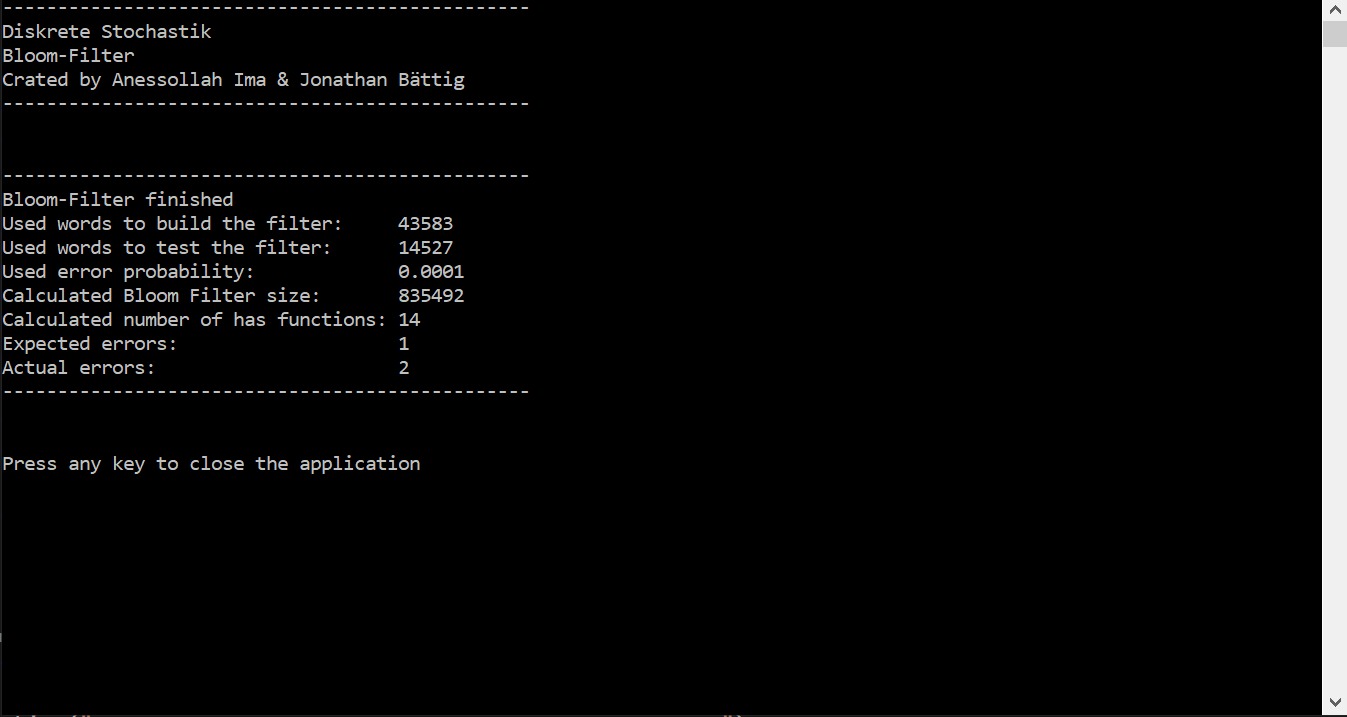 ------------------------------------------------
Diskrete Stochastik
Bloom-Filter
Crated by Anessollah Ima & Jonathan Bättig
------------------------------------------------
------------------------------------------------
Bloom-Filter finished
Used words to build the filter:     43583
Used words to test the filter:      14527
Used error probability:             0.0001
Calculated Bloom Filter size:       835492
Calculated number of has functions: 14
Expected errors:                    1
Actual errors:                      2
------------------------------------------------
Press any key to close the application